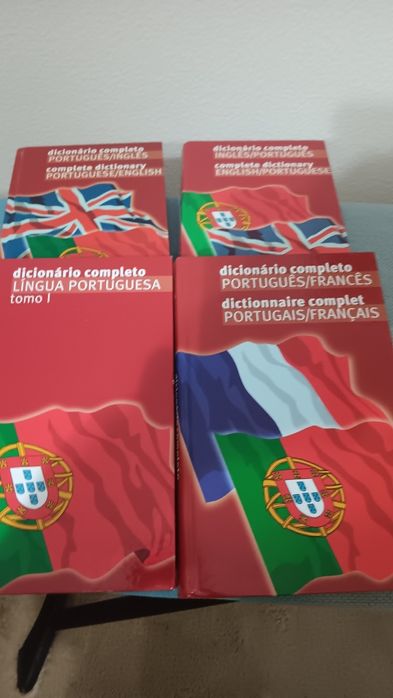 dicionário completo
PORTUGUÊS/INGLÊS
complete dictionary
PORTUGUESE/ENGLISH
dicionário completo
INGLÊS/PORTUGUÊS
complete dictionary
ENGLISH/PORTUGUESE
dicionário completo
LÍNGUA PORTUGUESA
tomo I
dicionário completo
PORTUGUÊS/FRANCÊS
dictionnaire complet
PORTUGAIS/FRANÇAIS